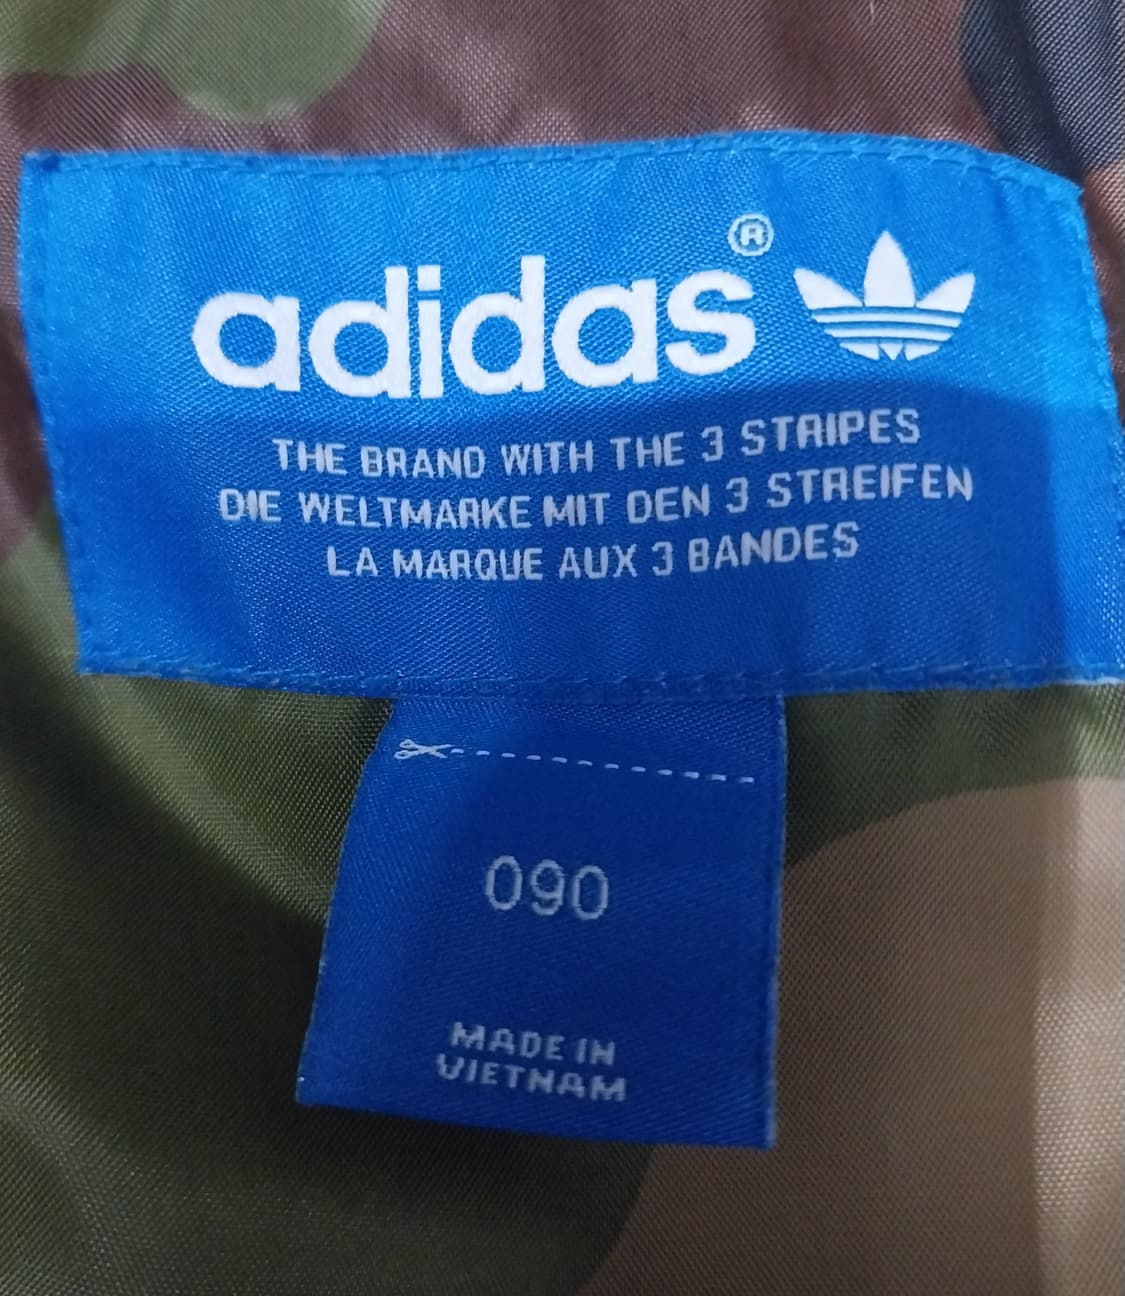 adidas®
THE BRAND WITH THE 3 STRIPES
DIE WELTMARKE MIT DEN 3 STREIFEN
LA MARQUE AUX 3 BANDES
090
MADE IN
VIETNAM